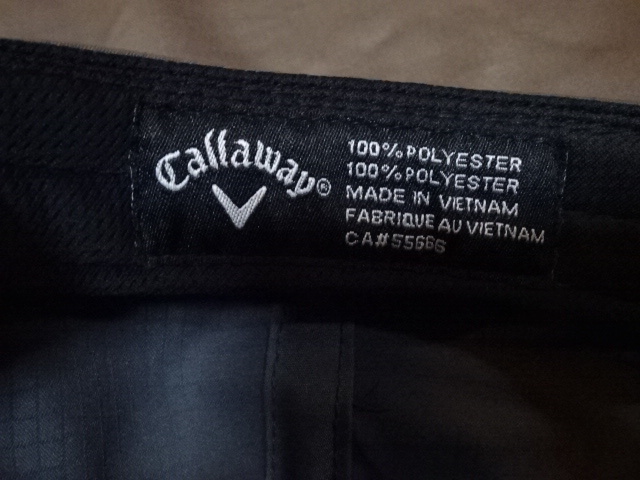 Callaway®
100% POLYESTER
100% POLYESTER
MADE IN VIETNAM
FABRIQUE AU VIETNAM
CA#55666